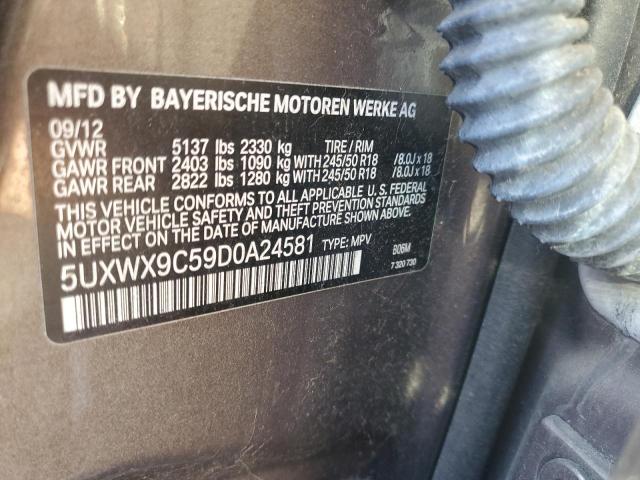 MFD BY BAYERISCHE MOTOREN WERKE AG
09/12
GVWR 5137 lbs 2330 kg TIRE / RIM
GAWR FRONT 2403 lbs 1090 kg WITH 245/50 R18 /8.0J x 18
GAWR REAR 2822 lbs 1280 kg WITH 245/50 R18 /8.0J x 18
THIS VEHICLE CONFORMS TO ALL APPLICABLE U.S. FEDERAL
MOTOR VEHICLE SAFETY AND THEFT PREVENTION STANDARDS
IN EFFECT ON THE DATE OF MANUFACTURE SHOWN ABOVE.
5UXWX9C59D0A24581 TYPE: MPV
B06M
7 320 730